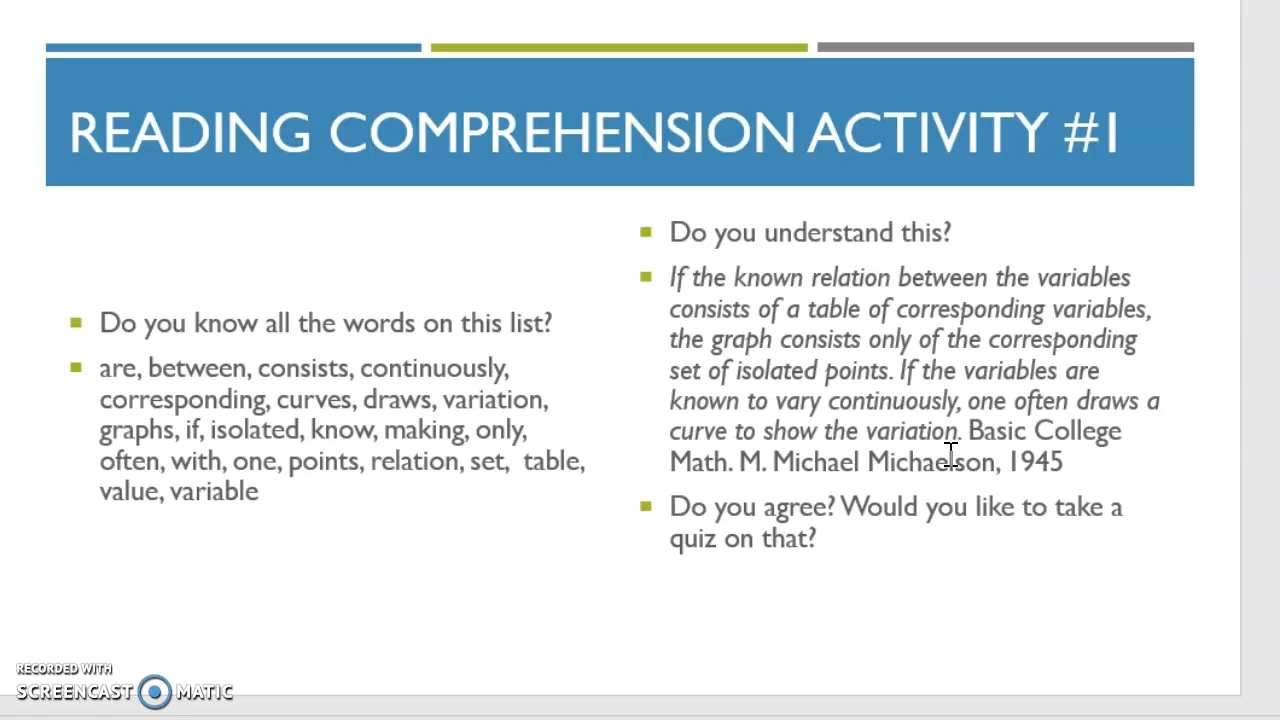 READING COMPREHENSION ACTIVITY #1
Do you know all the words on this list?
are, between, consists, continuously,
corresponding, curves, draws, variation,
graphs, if, isolated, know, making, only,
often, with, one, points, relation, set, table,
value, variable
Do you understand this?
If the known relation between the variables
consists of a table of corresponding variables,
the graph consists only of the corresponding
set of isolated points. If the variables are
known to vary continuously, one often draws a
curve to show the variation. Basic College
Math. M. Michael Michaelson, 1945
Do you agree? Would you like to take a
quiz on that?
RECORDED WITH
SCREENCAST MATIC